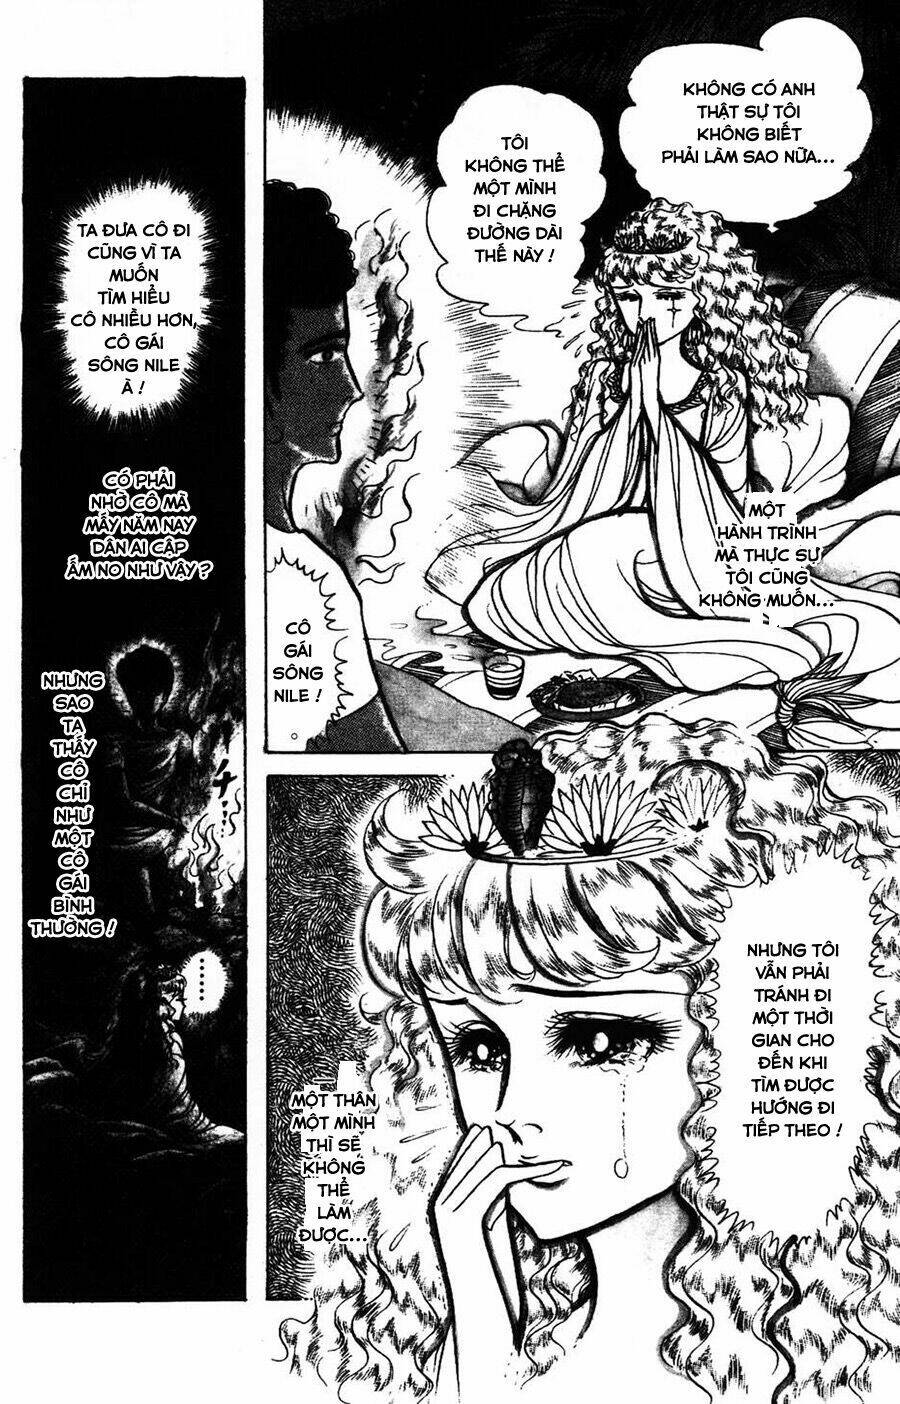 KHÔNG CÓ ANH
THẬT SỰ TÔI
KHÔNG BIẾT
PHẢI LÀM SAO NỮA...
TÔI
KHÔNG THỂ
MỘT MÌNH
ĐI CHẶNG
ĐƯỜNG DÀI
THẾ NÀY !
MỘT
HÀNH TRÌNH
MÀ THỰC SỰ
TÔI CŨNG
KHÔNG MUỐN...
CÔ
GÁI
SÔNG
NILE !
NHƯNG TÔI
VẪN PHẢI
TRÁNH ĐI
MỘT THỜI
GIAN CHO
ĐẾN KHI
TÌM ĐƯỢC
HƯỚNG ĐI
TIẾP THEO !
MỘT THÂN
MỘT MÌNH
THÌ SẼ
KHÔNG
THỂ
LÀM
ĐƯỢC...
TA ĐƯA CÔ ĐI
CŨNG VÌ TA
MUỐN
TÌM HIỂU
CÔ NHIỀU HƠN,
CÔ GÁI
SÔNG NILE
À !
CÓ PHẢI
NHỜ CÔ MÀ
MẤY NĂM NAY
DÂN AI CẬP
ẤM NO NHƯ VẬY ?
NHƯNG
SAO
TA
THẤY
CÔ
CHỈ
NHƯ
MỘT
CÔ
GÁI
BÌNH
THƯỜNG !
........